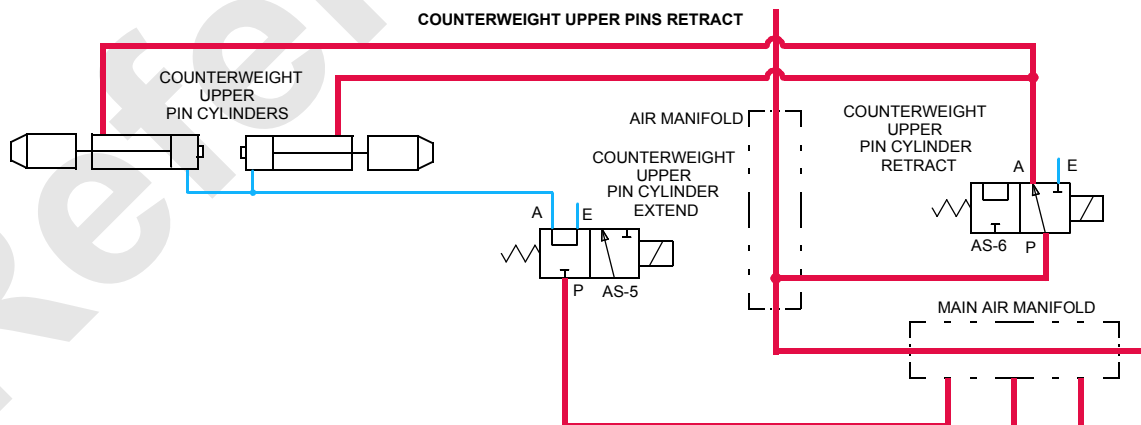 COUNTERWEIGHT UPPER PINS RETRACT
COUNTERWEIGHT
UPPER
PIN CYLINDERS
AIR MANIFOLD
COUNTERWEIGHT
UPPER
PIN CYLINDER
EXTEND
COUNTERWEIGHT
UPPER
PIN CYLINDER
RETRACT
A
E
AS-6
P
A
E
P
AS-5
MAIN AIR MANIFOLD
Refe